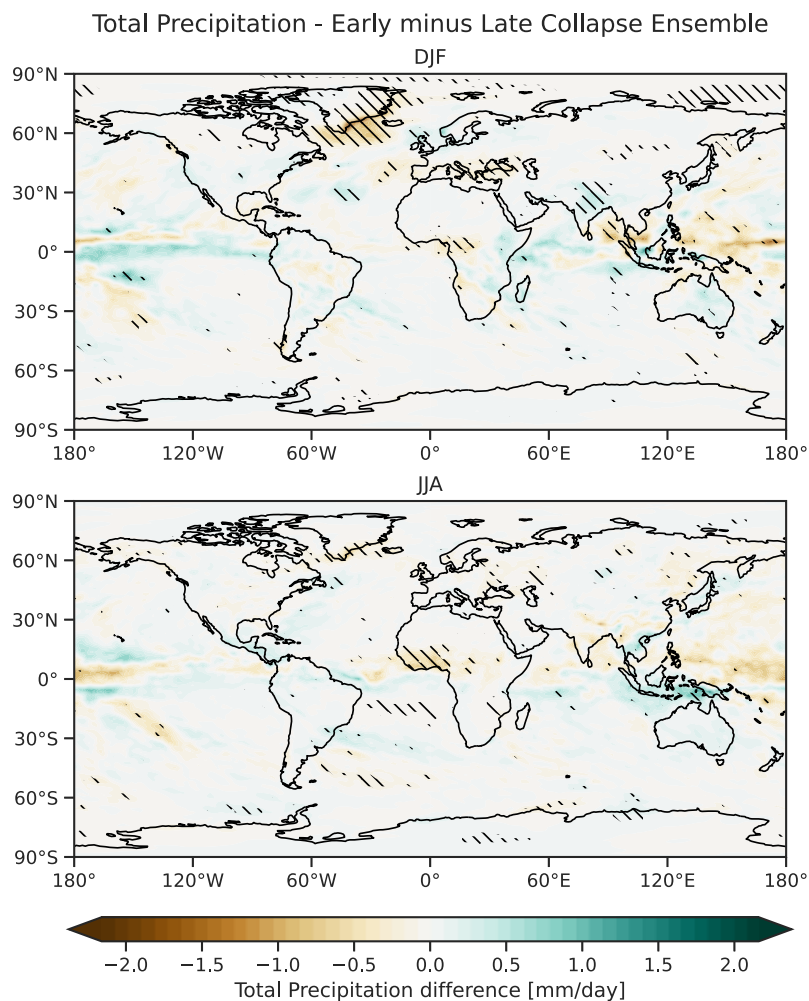 Total Precipitation - Early minus Late Collapse Ensemble
DJF
90°N
60°N
30°N
0°
30°S
60°S
90°S
180° 120°W 60°W 0° 60°E 120°E 180°
JJA
90°N
60°N
30°N
0°
30°S
60°S
90°S
180° 120°W 60°W 0° 60°E 120°E 180°
−2.0 −1.5 −1.0 −0.5 0.0 0.5 1.0 1.5 2.0
Total Precipitation difference [mm/day]